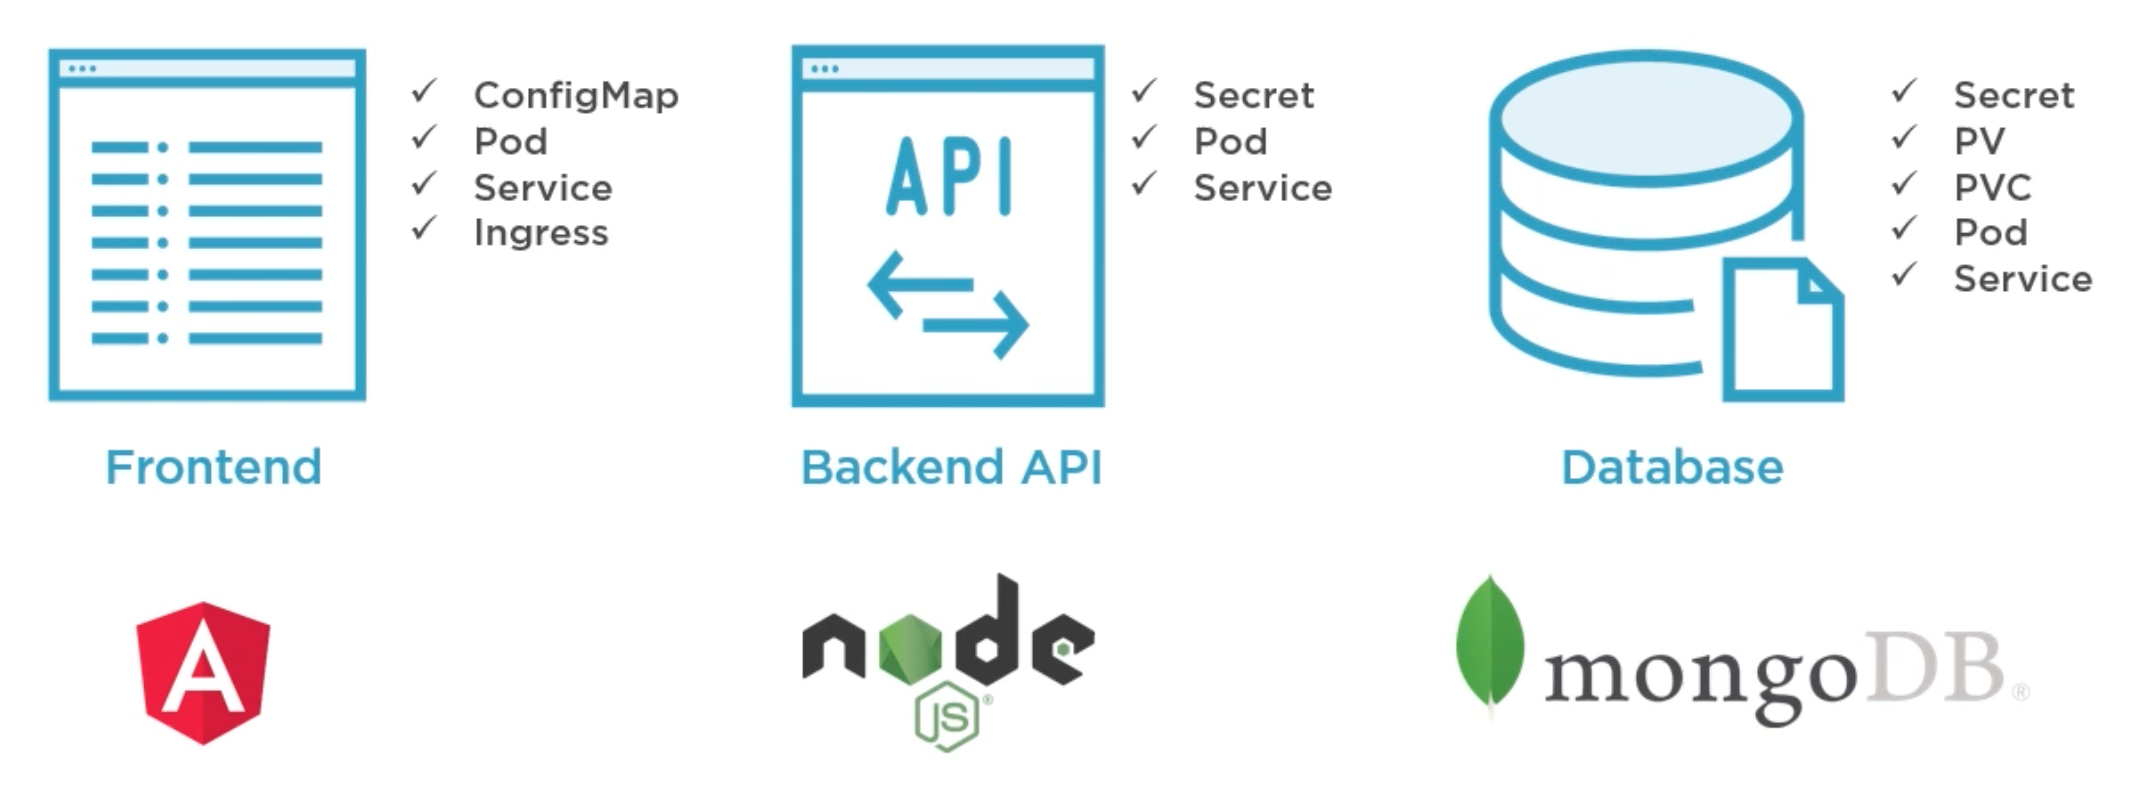 ConfigMap
Pod
Service
Ingress
Frontend
API
Secret
Pod
Service
Backend API
node
JS®
Secret
PV
PVC
Pod
Service
Database
mongoDB®
A